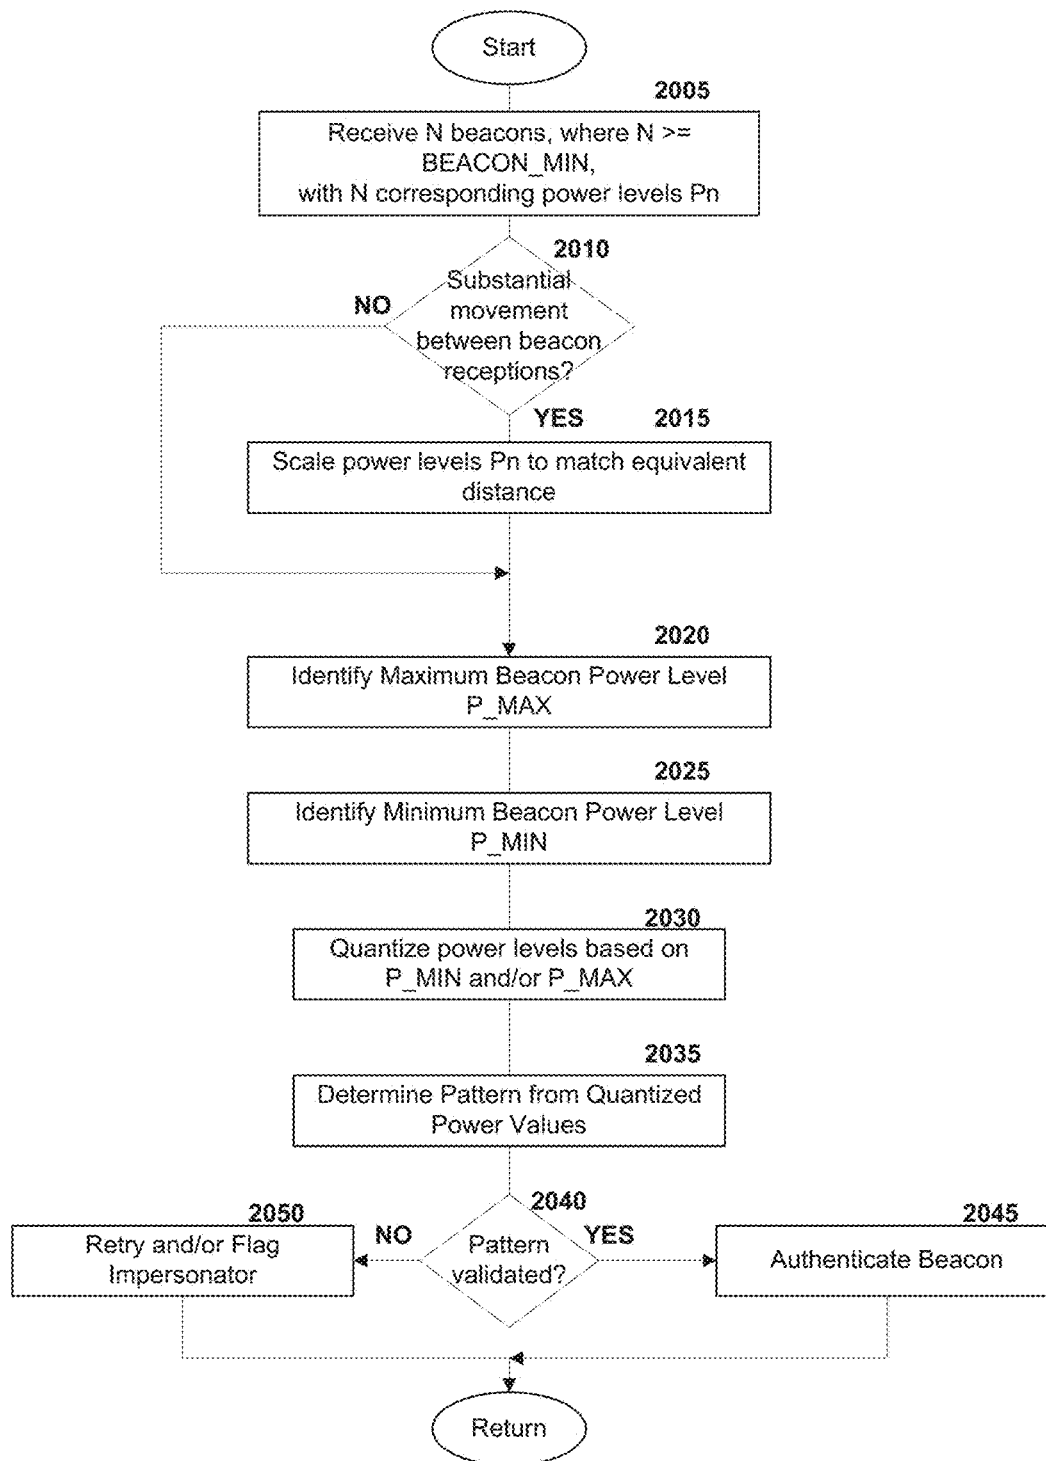 Start
2005
Receive N beacons, where N >=
BEACON_MIN,
with N corresponding power levels Pn
2010
Substantial
movement
between beacon
receptions?
NO
YES
2015
Scale power levels Pn to match equivalent
distance
2020
Identify Maximum Beacon Power Level
P_MAX
2025
Identify Minimum Beacon Power Level
P_MIN
2030
Quantize power levels based on
P_MIN and/or P_MAX
2035
Determine Pattern from Quantized
Power Values
2040
Pattern
validated?
NO
YES
2050
Retry and/or Flag
Impersonator
2045
Authenticate Beacon
Return